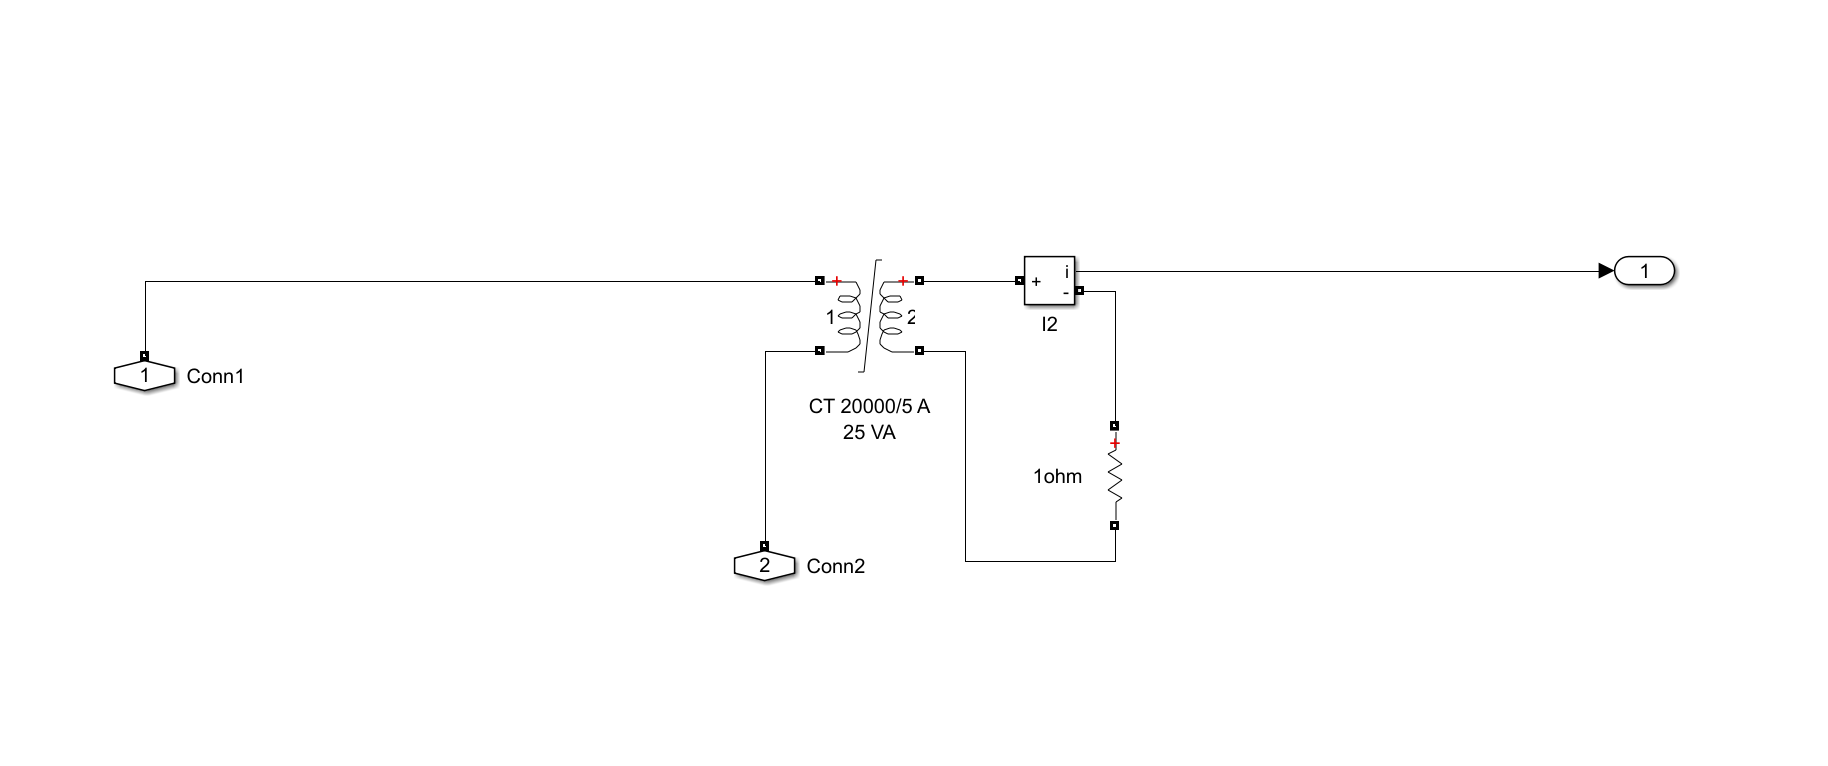 i
1
+
+
+
-
1
2
I2
1
Conn1
CT 20000/5 A
25 VA
+
1ohm
2
Conn2